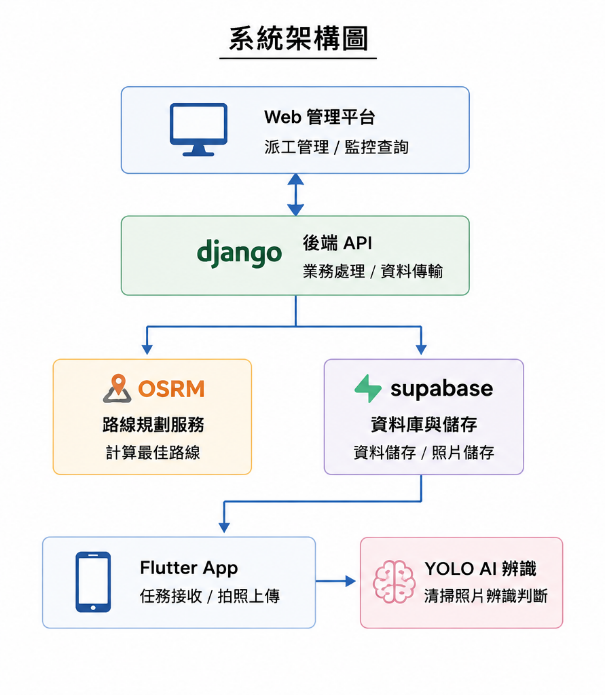 系統架構圖
Web 管理平台
派工管理 / 監控查詢
django
後端 API
業務處理 / 資料傳輸
OSRM
路線規劃服務
計算最佳路線
supabase
資料庫與儲存
資料儲存 / 照片儲存
Flutter App
任務接收 / 拍照上傳
YOLO AI 辨識
清掃照片辨識判斷